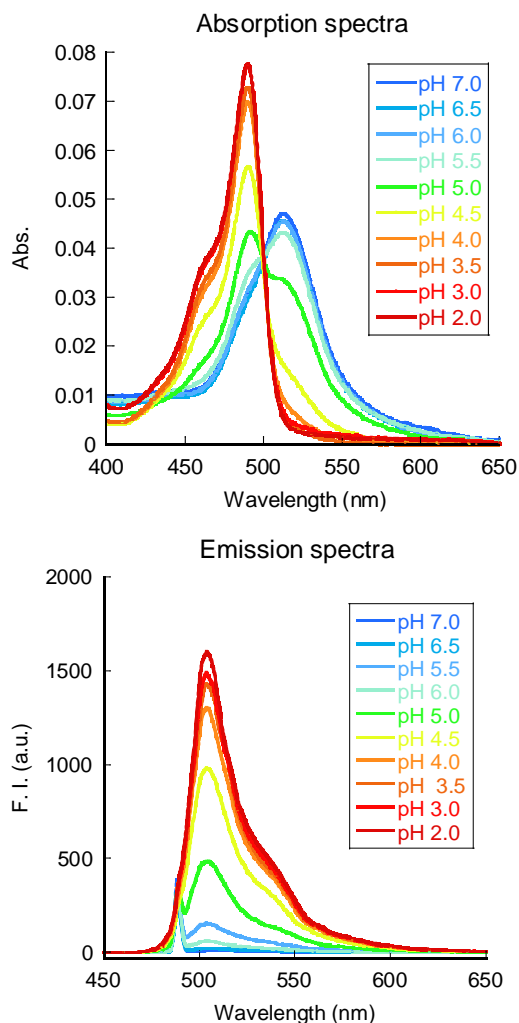 Absorption spectra
0.08
0.07
0.06
0.05
0.04
0.03
0.02
0.01
0
Abs.
pH 7.0
pH 6.5
pH 6.0
pH 5.5
pH 5.0
pH 4.5
pH 4.0
pH 3.5
pH 3.0
pH 2.0
400 450 500 550 600 650
Wavelength (nm)
Emission spectra
2000
1500
1000
500
0
F. I. (a.u.)
pH 7.0
pH 6.5
pH 5.5
pH 6.0
pH 5.0
pH 4.5
pH 4.0
pH 3.5
pH 3.0
pH 2.0
450 500 550 600 650
Wavelength (nm)